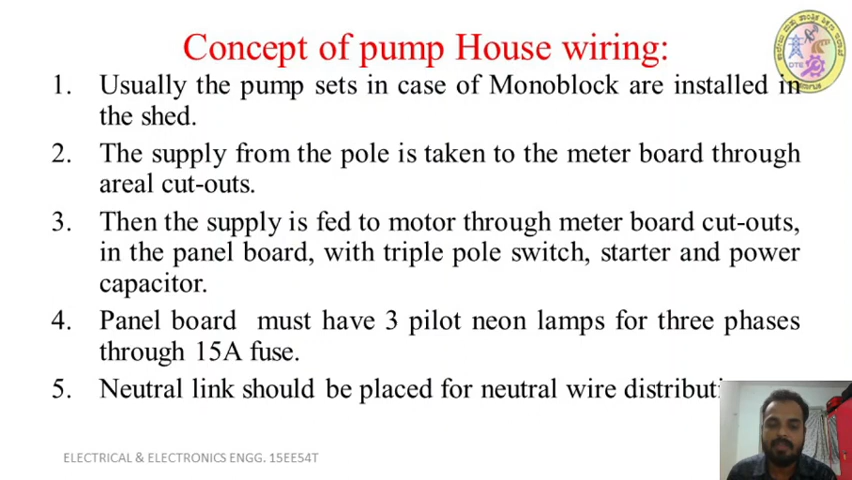 Concept of pump House wiring:
1. Usually the pump sets in case of Monoblock are installed in
the shed.
2. The supply from the pole is taken to the meter board through
areal cut-outs.
3. Then the supply is fed to motor through meter board cut-outs,
in the panel board, with triple pole switch, starter and power
capacitor.
4. Panel board must have 3 pilot neon lamps for three phases
through 15A fuse.
5. Neutral link should be placed for neutral wire
ELECTRICAL & ELECTRONICS ENGG. 15EE54T
DTE